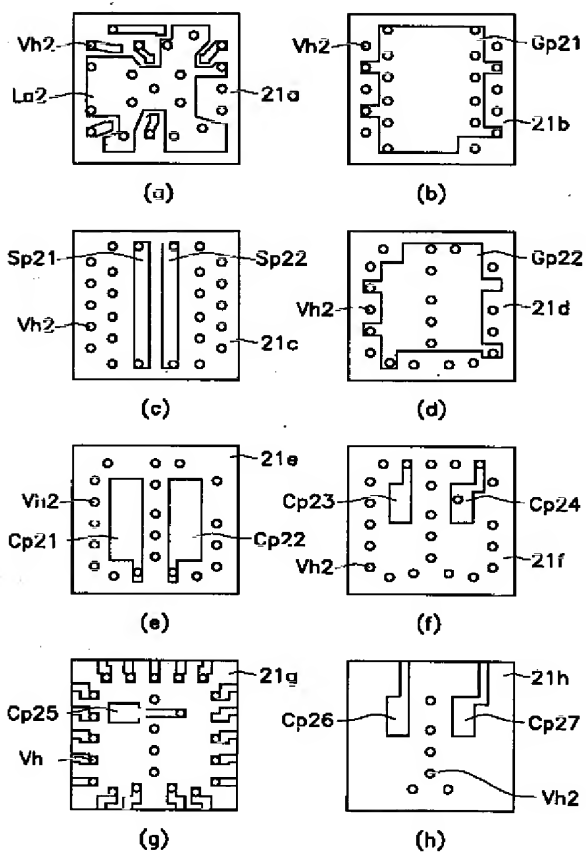 Vh2
La2
21a
(a)
Vh2
Gp21
21b
(b)
Sp21
Sp22
Vh2
21c
(c)
Gp22
Vh2
21d
(d)
21e
Vh2
Cp21
Cp22
(e)
Cp23
Cp24
Vh2
21f
(f)
21g
Cp25
Vh
(g)
21h
Cp26
Cp27
Vh2
(h)